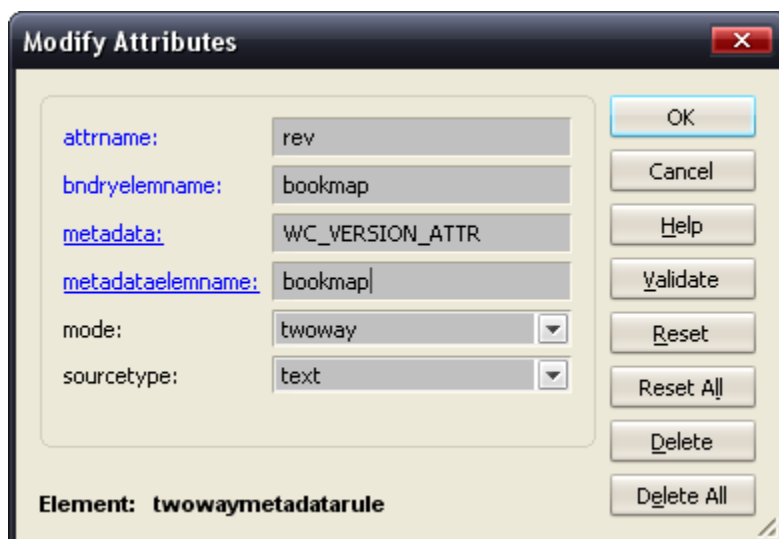 Modify Attributes
attrname: rev
bndryelemname: bookmap
metadata: WC_VERSION_ATTR
metadataelemname: bookmap
mode: twoway
sourcetype: text
Element: twowaymetadatarule
OK
Cancel
Help
Validate
Reset
Reset All
Delete
Delete All